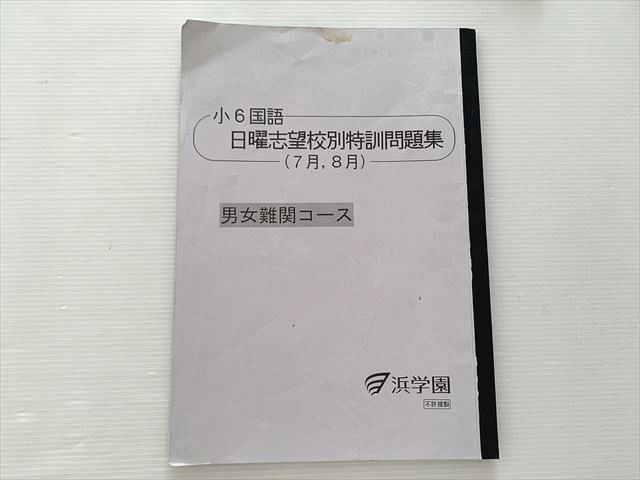 小6国語
日曜志望校別特訓問題集
(7月,8月)
男女難関コース
浜学園
不許複製